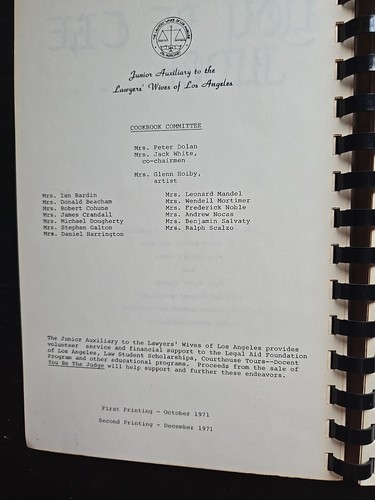 Junior Auxiliary to the
Lawyers' Wives of Los Angeles
COOKBOOK COMMITTEE
Mrs. Peter Dolan
Mrs. Jack White,
co-chairmen
Mrs. Glenn Hoiby,
artist
Mrs. Ian Bardin
Mrs. Donald Beacham
Mrs. Robert Cohune
Mrs. James Crandall
Mrs. Michael Dougherty
Mrs. Stephen Galton
Mrs. Daniel Harrington
Mrs. Leonard Mandel
Mrs. Wendell Mortimer
Mrs. Frederick Noble
Mrs. Andrew Nocas
Mrs. Benjamin Salvaty
Mrs. Ralph Scalzo
The Junior Auxiliary to the Lawyers' Wives of Los Angeles provides
volunteer service and financial support to the Legal Aid Foundation
of Los Angeles, Law Student Scholarships, Courthouse Tours--Docent
Program and other educational programs. Proceeds from the sale of
You Be The Judge will help support and further these endeavors.
First Printing - October 1971
Second Printing - December 1971